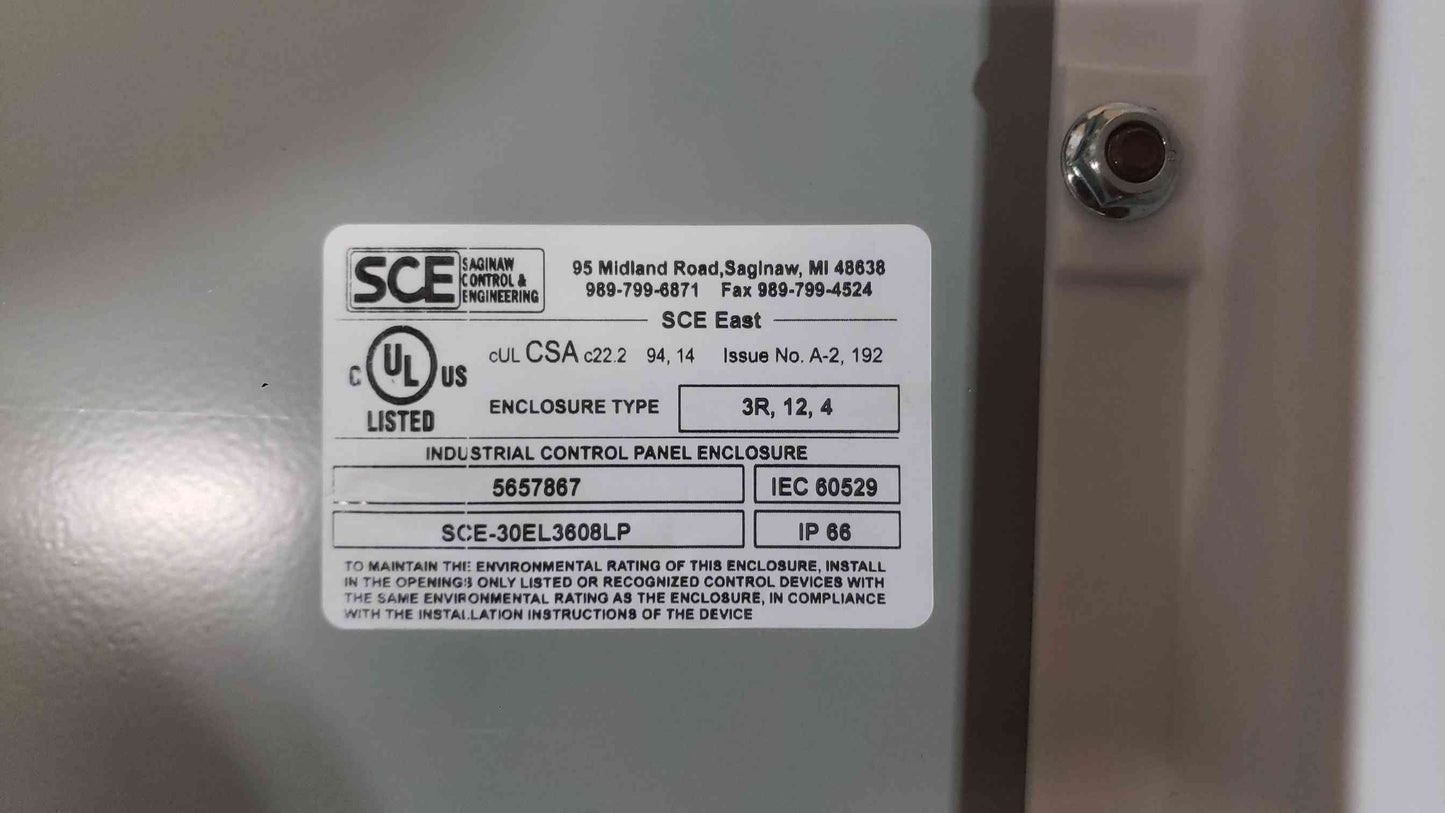 SCE SAGINAW CONTROL & ENGINEERING
95 Midland Road,Saginaw, MI 48638
989-799-6871 Fax 989-799-4524
SCE East
C UL US
LISTED
cUL CSA c22.2 94, 14 Issue No. A-2, 192
ENCLOSURE TYPE 3R, 12, 4
INDUSTRIAL CONTROL PANEL ENCLOSURE
5657867 IEC 60529
SCE-30EL3608LP IP 66
TO MAINTAIN THE ENVIRONMENTAL RATING OF THIS ENCLOSURE, INSTALL
IN THE OPENINGS ONLY LISTED OR RECOGNIZED CONTROL DEVICES WITH
THE SAME ENVIRONMENTAL RATING AS THE ENCLOSURE, IN COMPLIANCE
WITH THE INSTALLATION INSTRUCTIONS OF THE DEVICE